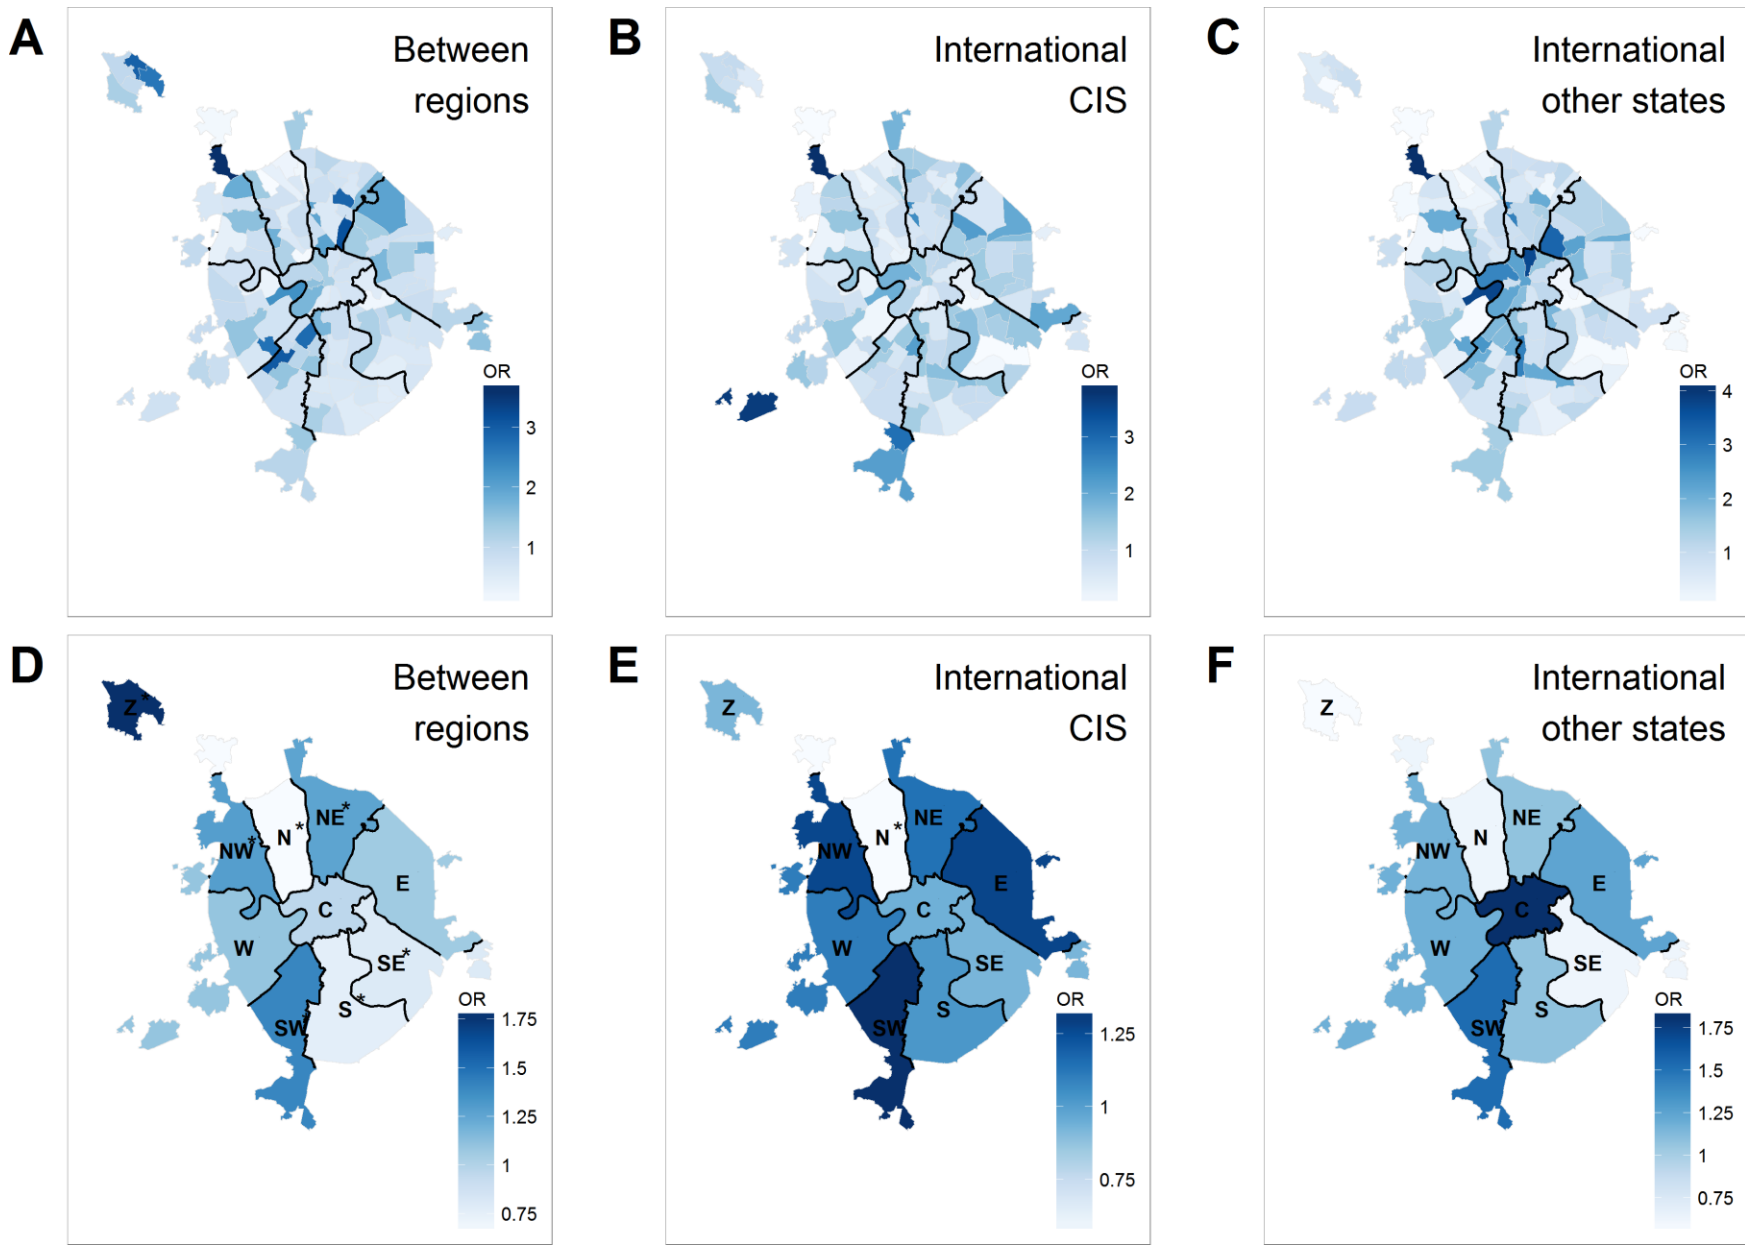 A
Between
regions
OR
3
2
1
B
International
CIS
OR
3
2
1
C
International
other states
OR
4
3
2
1
D
Between
regions
Z*
NE*
N*
NW*
E
C
W
SE*
S*
SW*
OR
1.75
1.5
1.25
1
0.75
E
International
CIS
Z
NE
N*
NW
E
C
W
SE
S
SW
OR
1.25
1
0.75
F
International
other states
Z
NE
N
NW
E
C
W
SE
S
SW
OR
1.75
1.5
1.25
1
0.75